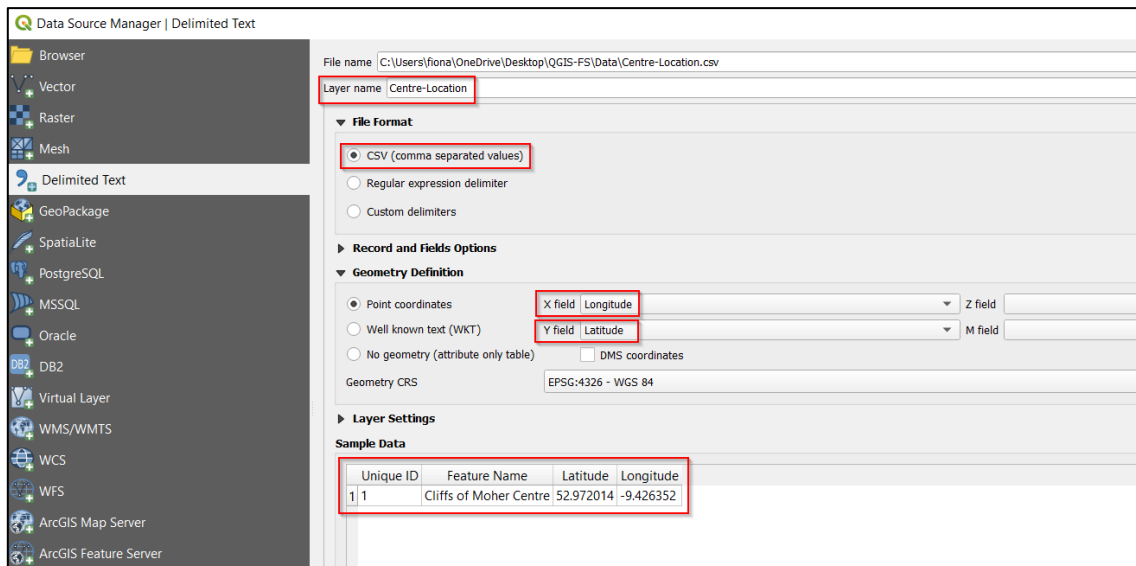 Data Source Manager | Delimited Text
Browser
Vector
Raster
Mesh
Delimited Text
GeoPackage
SpatiaLite
PostgreSQL
MSSQL
Oracle
DB2 DB2
Virtual Layer
WMS/WMTS
WCS
WFS
ArcGIS Map Server
ArcGIS Feature Server
File name C:\Users\fiona\OneDrive\Desktop\QGIS-FS\Data\Centre-Location.csv
Layer name Centre-Location
File Format
CSV (comma separated values)
Regular expression delimiter
Custom delimiters
Record and Fields Options
Geometry Definition
Point coordinates X field Longitude Z field
Well known text (WKT) Y field Latitude M field
No geometry (attribute only table) DMS coordinates
Geometry CRS EPSG:4326 - WGS 84
Layer Settings
Sample Data
Unique ID Feature Name Latitude Longitude
1 1 Cliffs of Moher Centre 52.972014 -9.426352